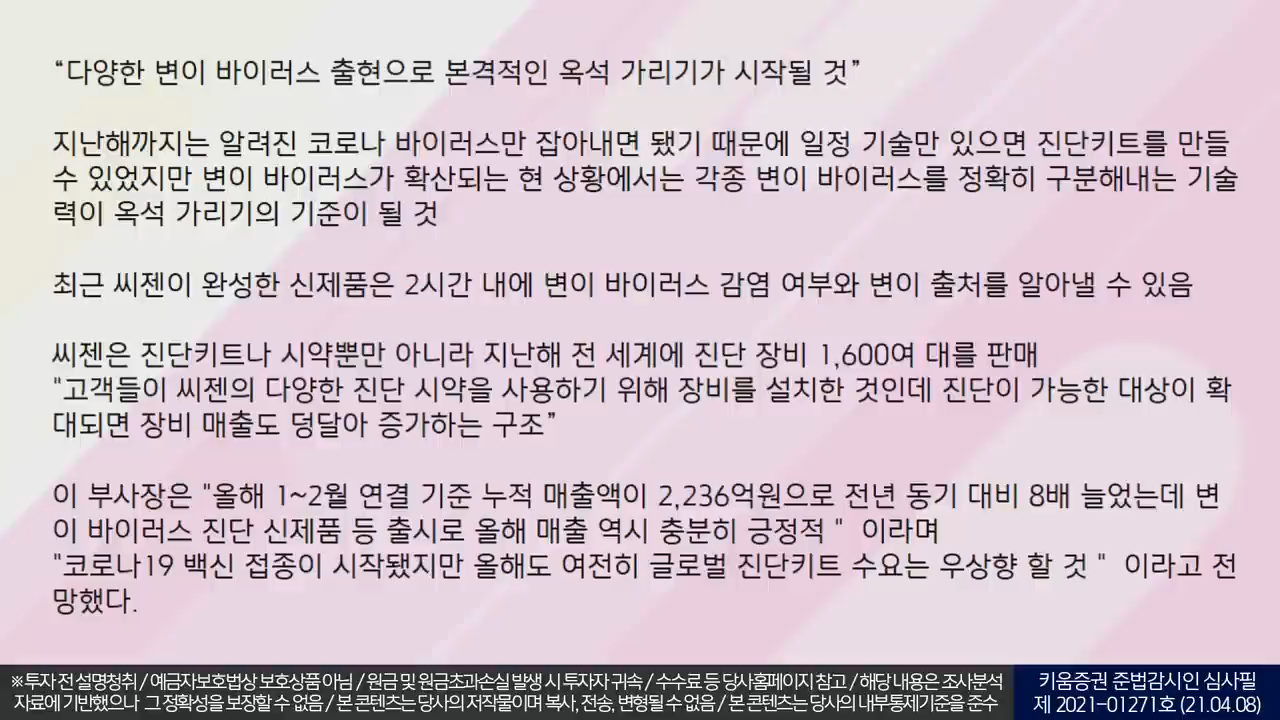 “다양한 변이 바이러스 출현으로 본격적인 옥석 가리기가 시작될 것”
지난해까지는 알려진 코로나 바이러스만 잡아내면 됐기 때문에 일정 기술만 있으면 진단키트를 만들
수 있었지만 변이 바이러스가 확산되는 현 상황에서는 각종 변이 바이러스를 정확히 구분해내는 기술
력이 옥석 가리기의 기준이 될 것
최근 씨젠이 완성한 신제품은 2시간 내에 변이 바이러스 감염 여부와 변이 출처를 알아낼 수 있음
씨젠은 진단키트나 시약뿐만 아니라 지난해 전 세계에 진단 장비 1,600여 대를 판매
"고객들이 씨젠의 다양한 진단 시약을 사용하기 위해 장비를 설치한 것인데 진단이 가능한 대상이 확
대되면 장비 매출도 덩달아 증가하는 구조”
이 부사장은 "올해 1~2월 연결 기준 누적 매출액이 2,236억원으로 전년 동기 대비 8배 늘었는데 변
이 바이러스 진단 신제품 등 출시로 올해 매출 역시 충분히 긍정적 " 이라며
"코로나19 백신 접종이 시작됐지만 올해도 여전히 글로벌 진단키트 수요는 우상향 할 것 " 이라고 전
망했다.
※투자 전 설명청취 / 예금자보호법상 보호상품 아님 / 원금 및 원금초과손실 발생 시 투자자 귀속 / 수수료 등 당사홈페이지 참고 / 해당 내용은 조사분석
자료에 기반했으나 그 정확성을 보장할 수 없음 / 본 콘텐츠는 당사의 저작물이며 복사, 전송, 변형될 수 없음 / 본 콘텐츠는 당사의 내부통제기준을 준수
키움증권 준법감시인 심사필
제 2021-01271호 (21.04.08)